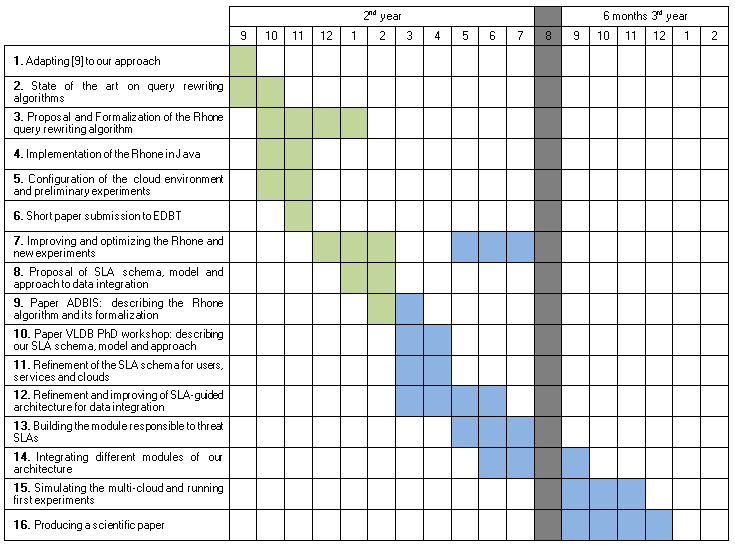 2nd year 6 months 3rd year
9 10 11 12 1 2 3 4 5 6 7 8 9 10 11 12 1 2
1. Adapting [9] to our approach
2. State of the art on query rewriting
algorithms
3. Proposal and Formalization of the Rhone
query rewriting algorithm
4. Implementation of the Rhone in Java
5. Configuration of the cloud environment
and preliminary experiments
6. Short paper submission to EDBT
7. Improving and optimizing the Rhone and
new experiments
8. Proposal of SLA schema, model and
approach to data integration
9. Paper ADBIS: describing the Rhone
algorithm and its formalization
10. Paper VLDB PhD workshop: describing
our SLA schema, model and approach
11. Refinement of the SLA schema for users,
services and clouds
12. Refinement and improving of SLA-guided
architecture for data integration
13. Building the module responsible to threat
SLAs
14. Integrating different modules of our
architecture
15. Simulating the multi-cloud and running
first experiments
16. Producing a scientific paper